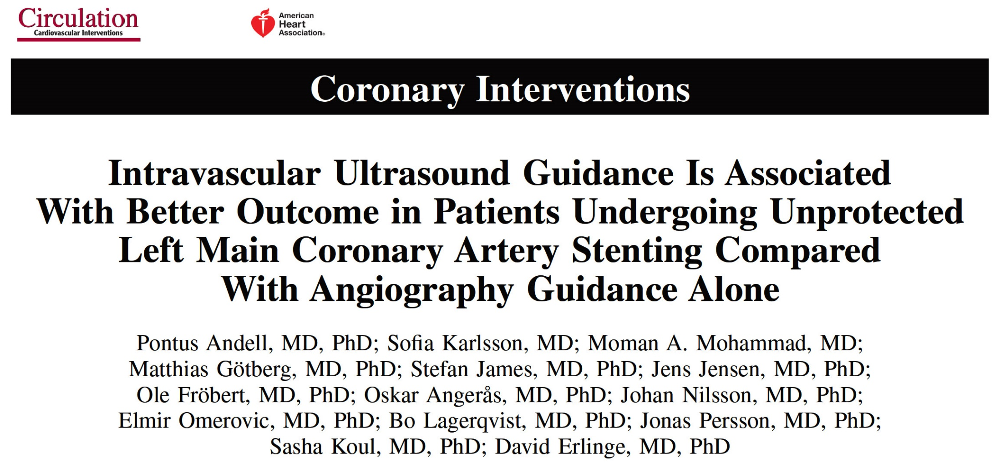 Circulation
Cardiovascular Interventions
American
Heart
Association®
Coronary Interventions
Intravascular Ultrasound Guidance Is Associated
With Better Outcome in Patients Undergoing Unprotected
Left Main Coronary Artery Stenting Compared
With Angiography Guidance Alone
Pontus Andell, MD, PhD; Sofia Karlsson, MD; Moman A. Mohammad, MD;
Matthias Götberg, MD, PhD; Stefan James, MD, PhD; Jens Jensen, MD, PhD;
Ole Fröbert, MD, PhD; Oskar Angerås, MD, PhD; Johan Nilsson, MD, PhD;
Elmir Omerovic, MD, PhD; Bo Lagerqvist, MD, PhD; Jonas Persson, MD, PhD;
Sasha Koul, MD, PhD; David Erlinge, MD, PhD